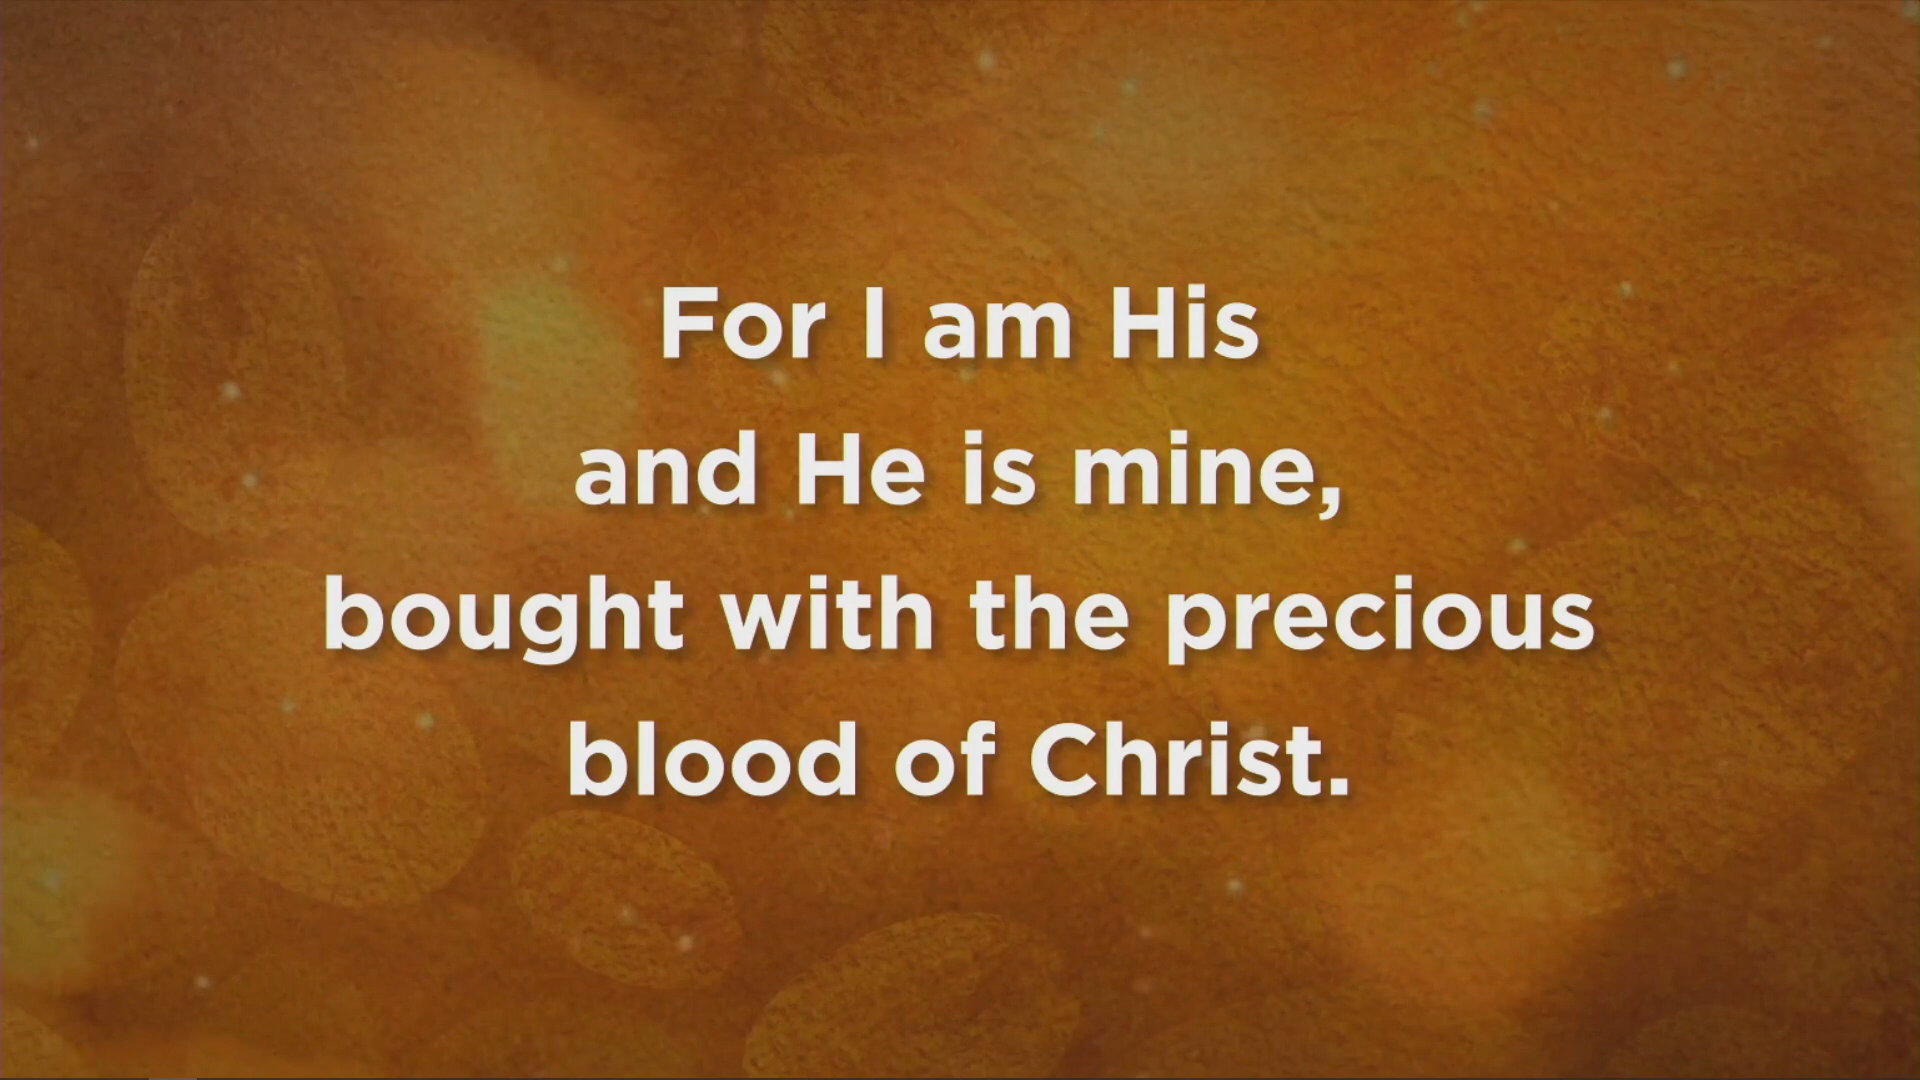 For I am His
and He is mine,
bought with the precious
blood of Christ.